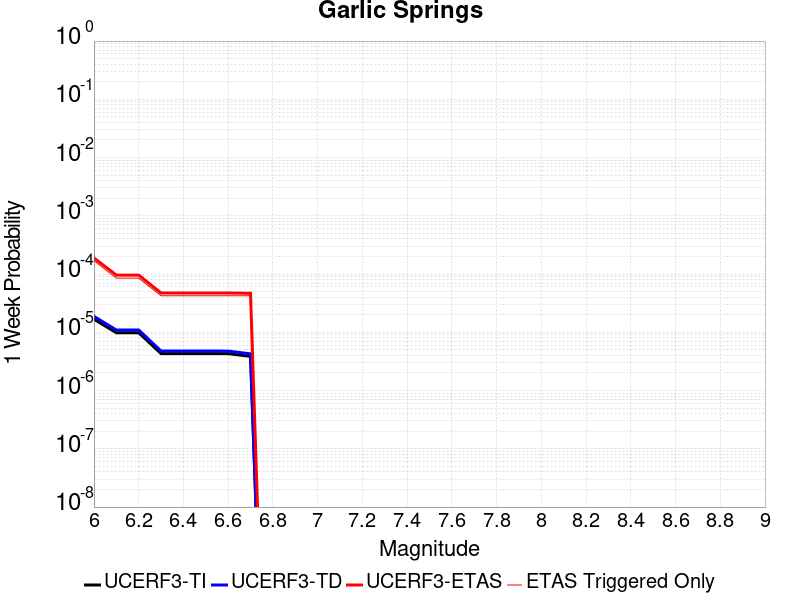 Garlic Springs
10^0
10^-1
10^-2
10^-3
10^-4
10^-5
10^-6
10^-7
10^-8
1 Week Probability
6 6.2 6.4 6.6 6.8 7 7.2 7.4 7.6 7.8 8 8.2 8.4 8.6 8.8 9
Magnitude
UCERF3-TI UCERF3-TD UCERF3-ETAS ETAS Triggered Only